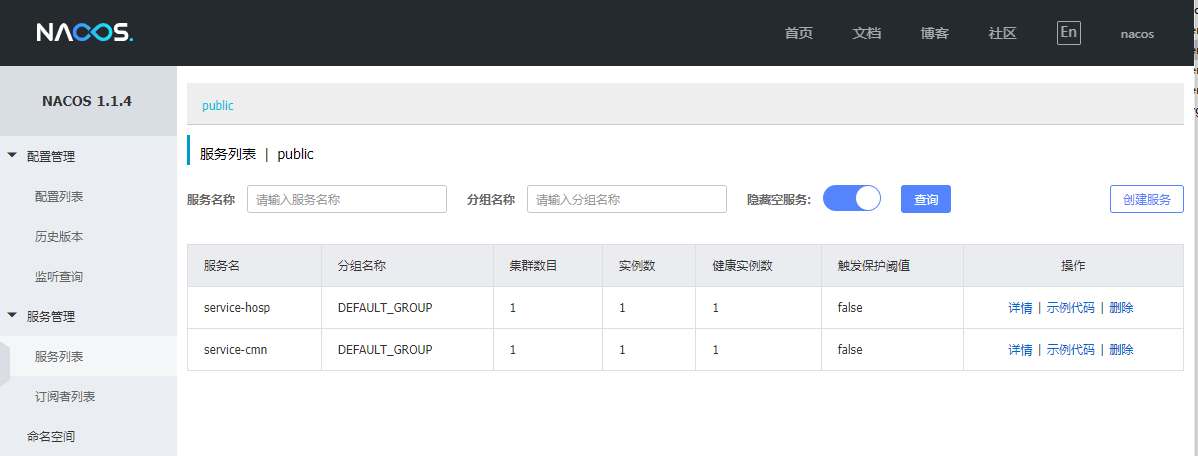 NACOS.
首页 文档 博客 社区 En nacos
NACOS 1.1.4
配置管理
配置列表
历史版本
监听查询
服务管理
服务列表
订阅者列表
命名空间
public
服务列表 | public
服务名称 请输入服务名称 分组名称 请输入分组名称 隐藏空服务: 查询 创建服务
服务名 分组名称 集群数目 实例数 健康实例数 触发保护阈值 操作
service-hosp DEFAULT_GROUP 1 1 1 false 详情 | 示例代码 | 删除
service-cmn DEFAULT_GROUP 1 1 1 false 详情 | 示例代码 | 删除